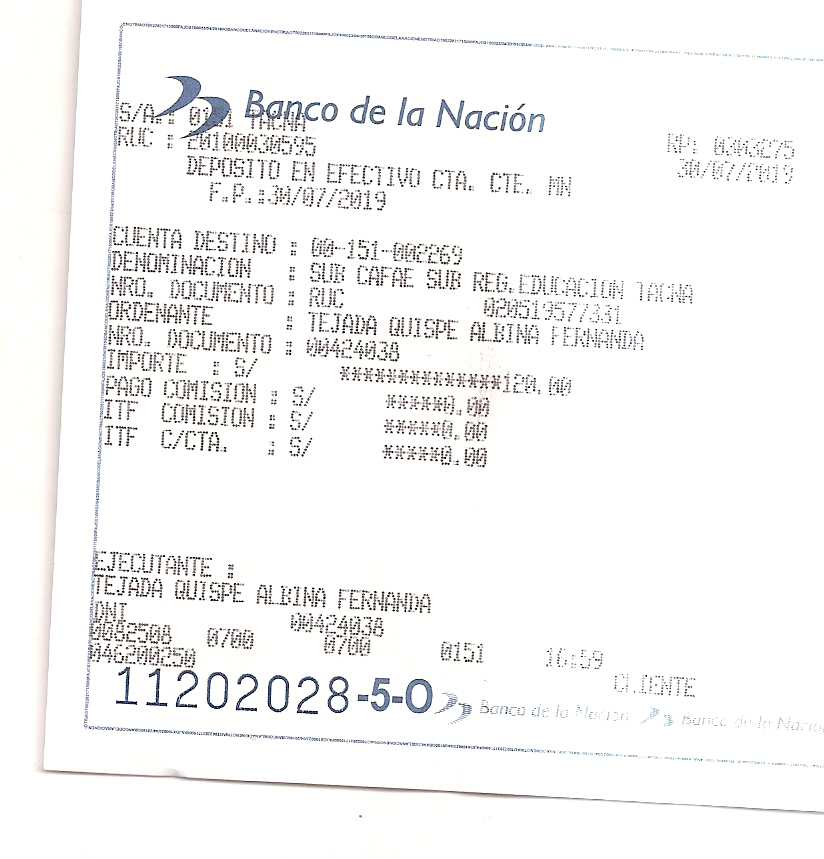 Banco de la Nación
S/A.: 0151 TACNA
RUC : 20100030595
RP: 0303275
30/07/2019
DEPOSITO EN EFECTIVO CTA. CTE. MN
F.P.:30/07/2019
CUENTA DESTINO : 00-151-002269
DENOMINACION : SUB CAFAE SUB REG.EDUCACION TACNA
NRO. DOCUMENTO : RUC 020519577331
ORDENANTE : TEJADA QUISPE ALBINA FERNANDA
NRO. DOCUMENTO : 00424038
IMPORTE : S/ **************120.00
PAGO COMISION : S/ *****0.00
ITF COMISION : S/ *****0.00
ITF C/CTA. : S/ *****0.00
EJECUTANTE :
TEJADA QUISPE ALBINA FERNANDA
DNI 00424038
0082508 0700 0700 0151 16:59
046200250
CLIENTE
11202028-5-O Banco de la Nación Banco de la Nación